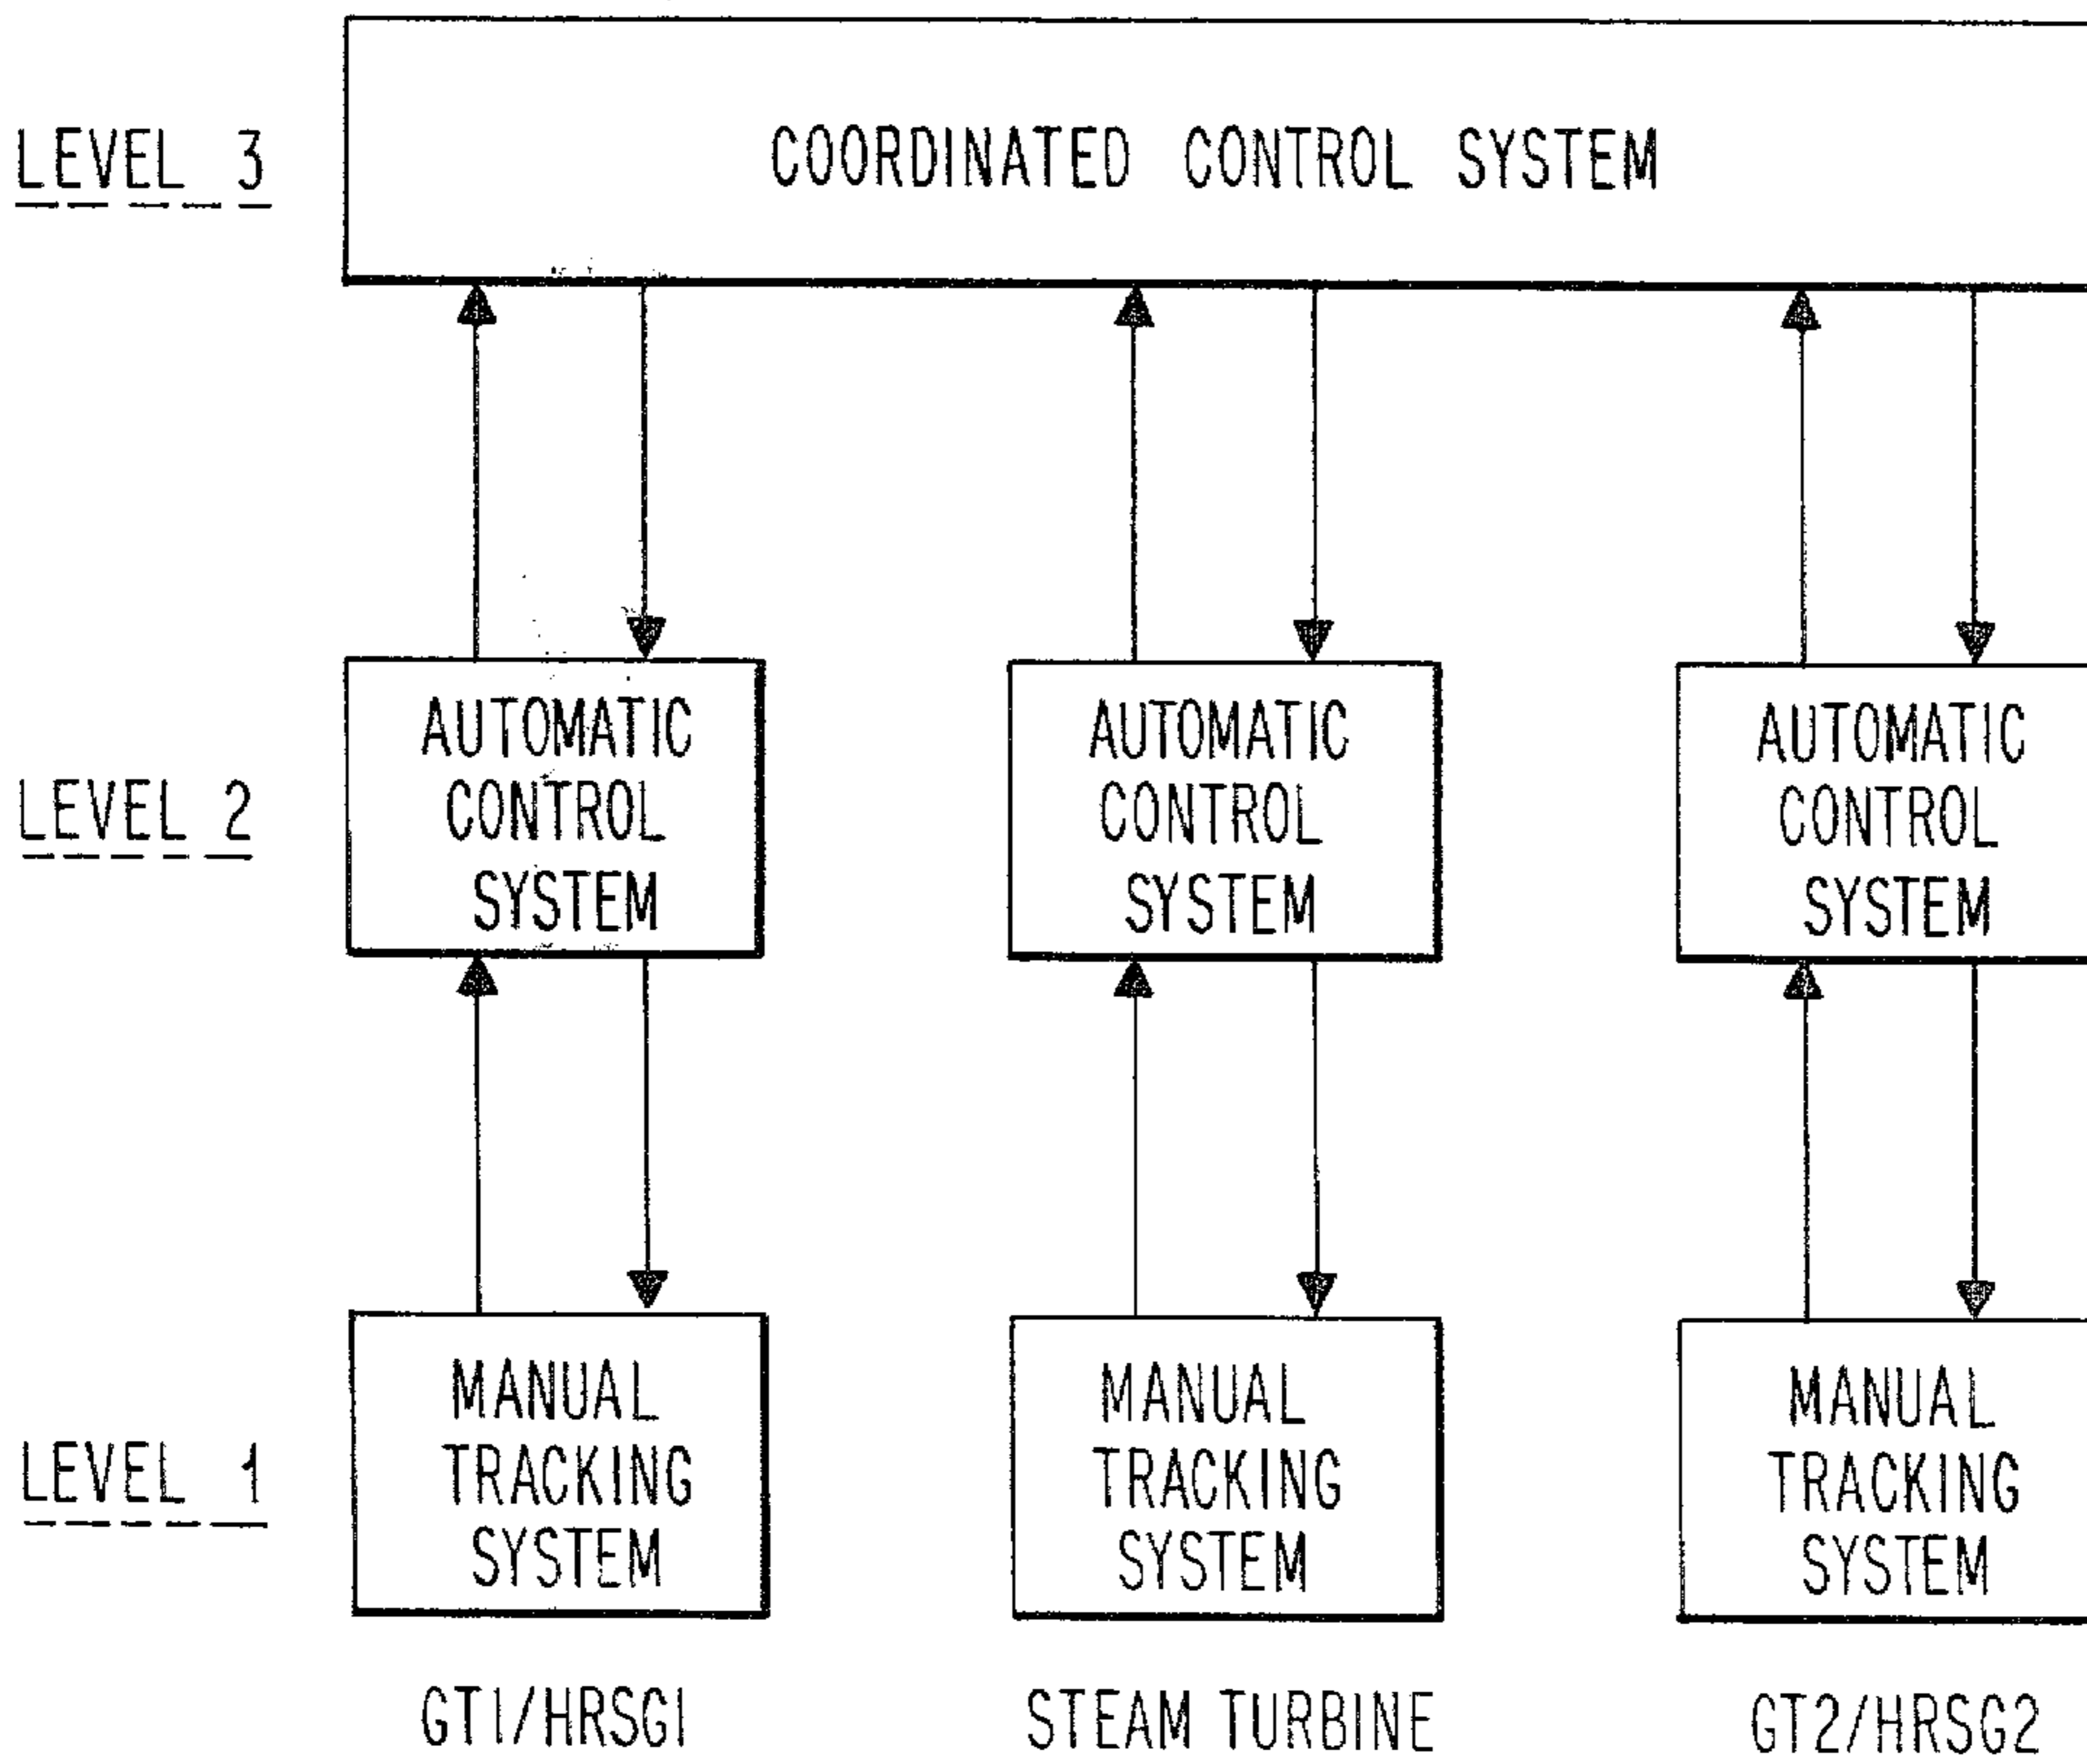 LEVEL 3
COORDINATED CONTROL SYSTEM
LEVEL 2
AUTOMATIC
CONTROL
SYSTEM
AUTOMATIC
CONTROL
SYSTEM
AUTOMATIC
CONTROL
SYSTEM
LEVEL 1
MANUAL
TRACKING
SYSTEM
MANUAL
TRACKING
SYSTEM
MANUAL
TRACKING
SYSTEM
GT1/HRSG1
STEAM TURBINE
GT2/HRSG2